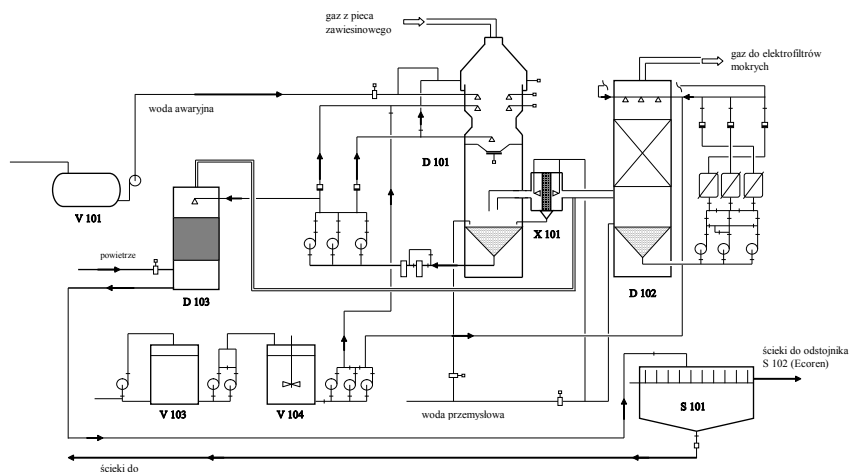 gaz z pieca
zawiesinowego
gaz do elektrofiltrów
mokrych
woda awaryjna
D 101
V 101
X 101
powietrze
D 103
D 102
ścieki do odstojnika
S 102 (Ecoren)
V 103
V 104
woda przemysłowa
S 101
ścieki do